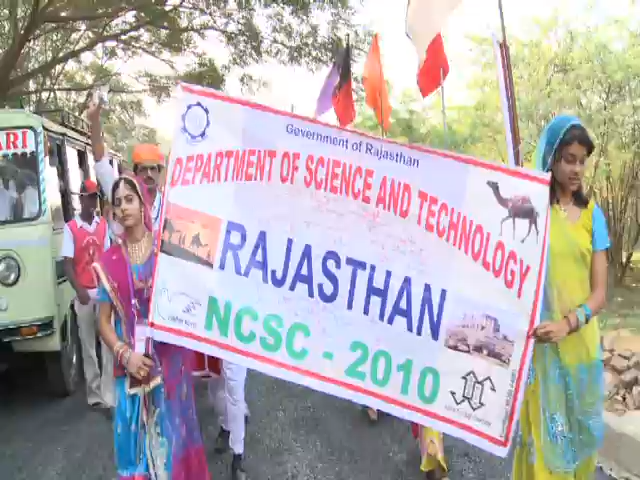 Government of Rajasthan
DEPARTMENT OF SCIENCE AND TECHNOLOGY
RAJASTHAN
NCSC - 2010
ARI